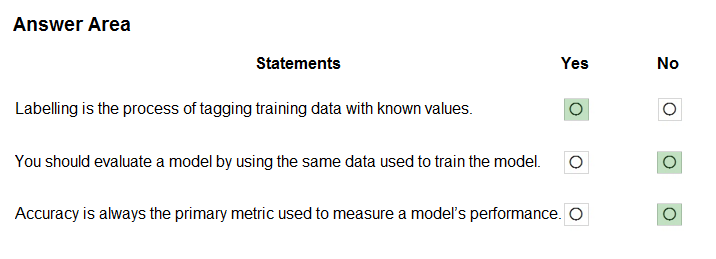 Answer Area
Statements Yes No
Labelling is the process of tagging training data with known values.
You should evaluate a model by using the same data used to train the model.
Accuracy is always the primary metric used to measure a model's performance.